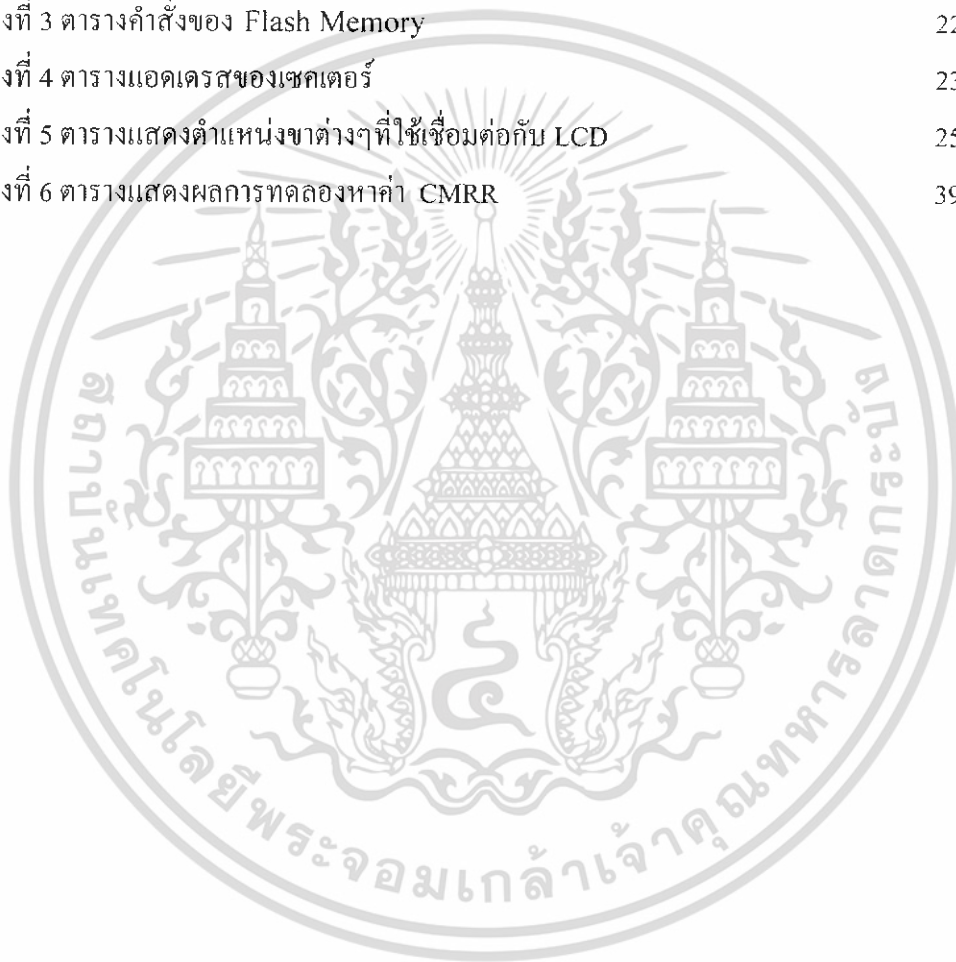 งที่ 3 ตารางคำสั่งของ Flash Memory 22
งที่ 4 ตารางแอดเดรสของเซคเตอร์ 23
งที่ 5 ตารางแสดงตำแหน่งขาต่างๆที่ใช้เชื่อมต่อกับ LCD 25
งที่ 6 ตารางแสดงผลการทดลองหาค่า CMRR 39
สถาบันเทคโนโลยีพระจอมเกล้าเจ้าคุณทหารลาดกระบัง